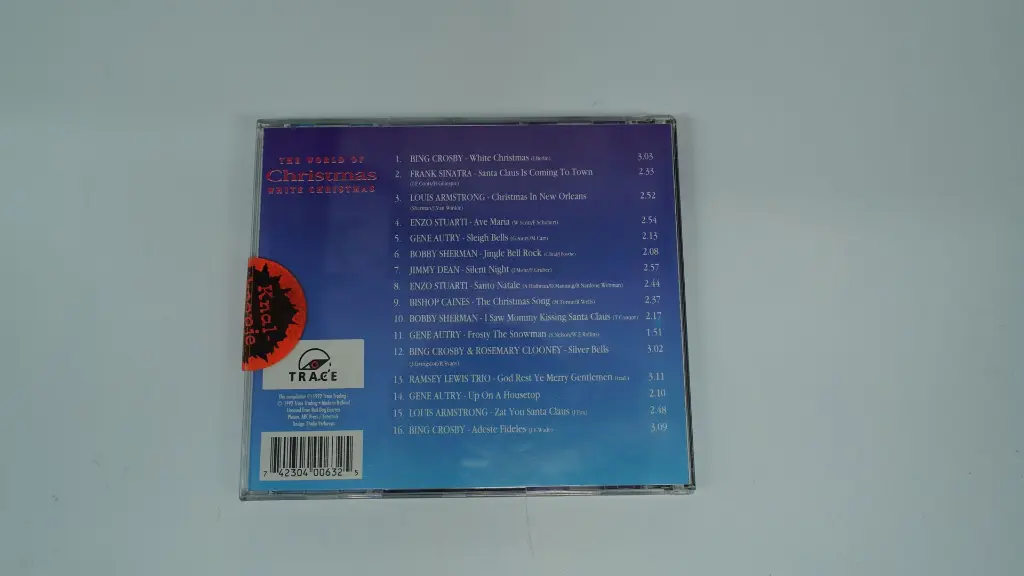 THE WORLD OF
Christmas
WHITE CHRISTMAS
1. BING CROSBY - White Christmas (I.Berlin) 3.03
2. FRANK SINATRA - Santa Claus Is Coming To Town 2.33
3. LOUIS ARMSTRONG - Christmas In New Orleans 2.52
4. ENZO STUARTI - Ave Maria 2.54
5. GENE AUTRY - Sleigh Bells 2.13
6. BOBBY SHERMAN - Jingle Bell Rock 2.08
7. JIMMY DEAN - Silent Night 2.57
8. ENZO STUARTI - Santo Natale 2.44
9. BISHOP CAINES - The Christmas Song 2.37
10. BOBBY SHERMAN - I Saw Mommy Kissing Santa Claus 2.17
11. GENE AUTRY - Frosty The Snowman 1.51
12. BING CROSBY & ROSEMARY CLOONEY - Silver Bells 3.02
13. RAMSEY LEWIS TRIO - God Rest Ye Merry Gentlemen 3.11
14. GENE AUTRY - Up On A Housetop 2.10
15. LOUIS ARMSTRONG - Zat You Santa Claus 2.48
16. BING CROSBY - Adeste Fideles 3.09
Knal-
TRACE
7 42304 00632 5